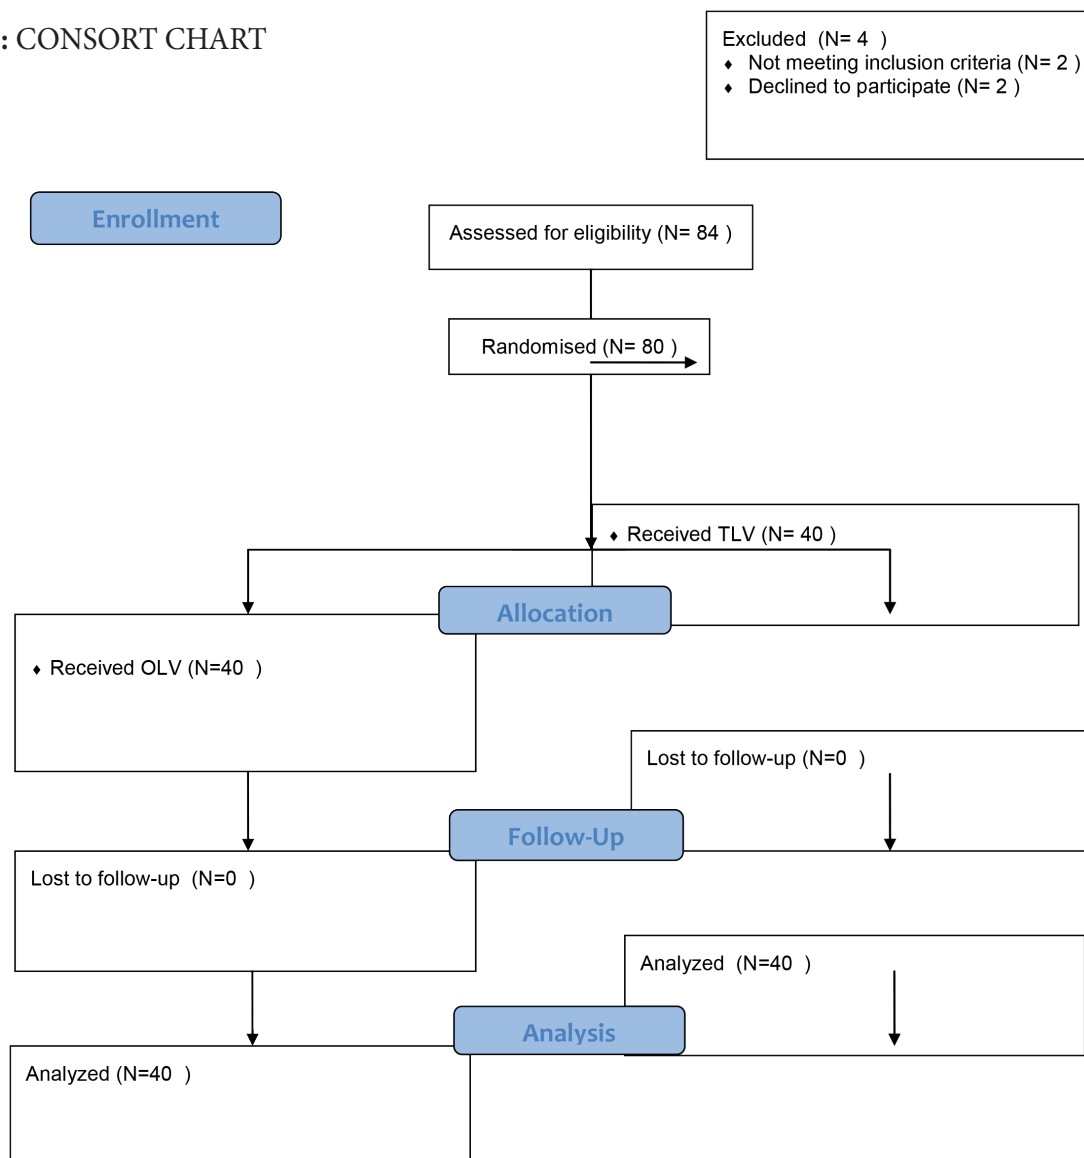 : CONSORT CHART
Excluded (N= 4 )
♦ Not meeting inclusion criteria (N= 2 )
♦ Declined to participate (N= 2 )
Enrollment
Assessed for eligibility (N= 84 )
Randomised (N= 80 )
♦ Received TLV (N= 40 )
Allocation
♦ Received OLV (N=40 )
Lost to follow-up (N=0 )
Follow-Up
Lost to follow-up (N=0 )
Analyzed (N=40 )
Analysis
Analyzed (N=40 )